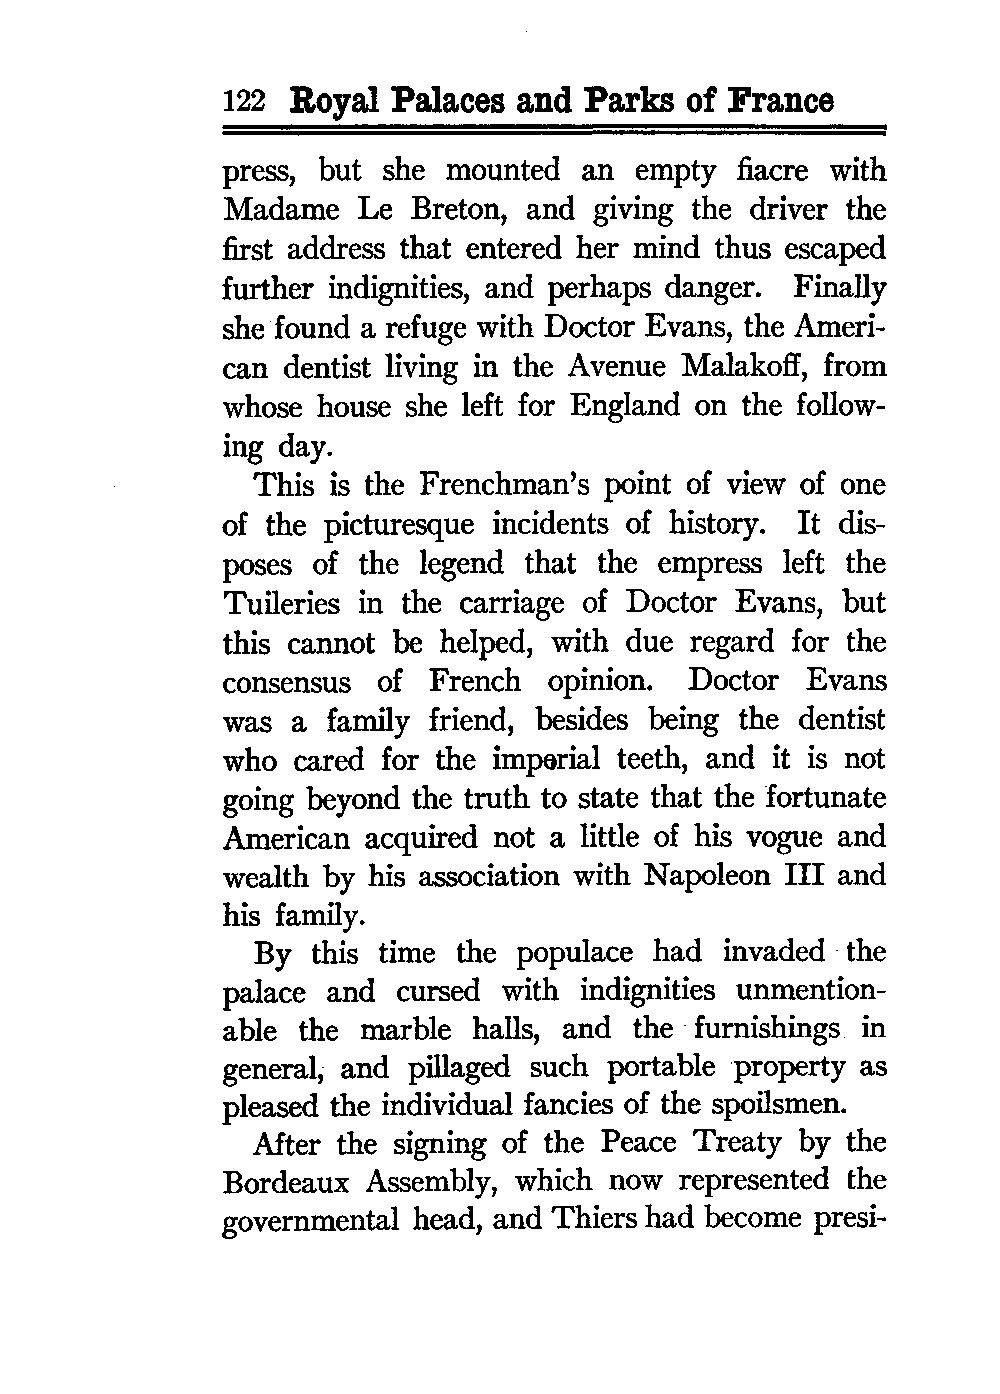 122 Royal Palaces and Parks of France
press, but she mounted an empty fiacre with
Madame Le Breton, and giving the driver the
first address that entered her mind thus escaped
further indignities, and perhaps danger. Finally
she found a refuge with Doctor Evans, the Ameri-
can dentist living in the Avenue Malakoff, from
whose house she left for England on the follow-
ing day.
This is the Frenchman's point of view of one
of the picturesque incidents of history. It dis-
poses of the legend that the empress left the
Tuileries in the carriage of Doctor Evans, but
this cannot be helped, with due regard for the
consensus of French opinion. Doctor Evans
was a family friend, besides being the dentist
who cared for the imperial teeth, and it is not
going beyond the truth to state that the fortunate
American acquired not a little of his vogue and
wealth by his association with Napoleon III and
his family.
By this time the populace had invaded the
palace and cursed with indignities unmention-
able the marble halls, and the furnishings in
general, and pillaged such portable property as
pleased the individual fancies of the spoilsmen.
After the signing of the Peace Treaty by the
Bordeaux Assembly, which now represented the
governmental head, and Thiers had become presi-